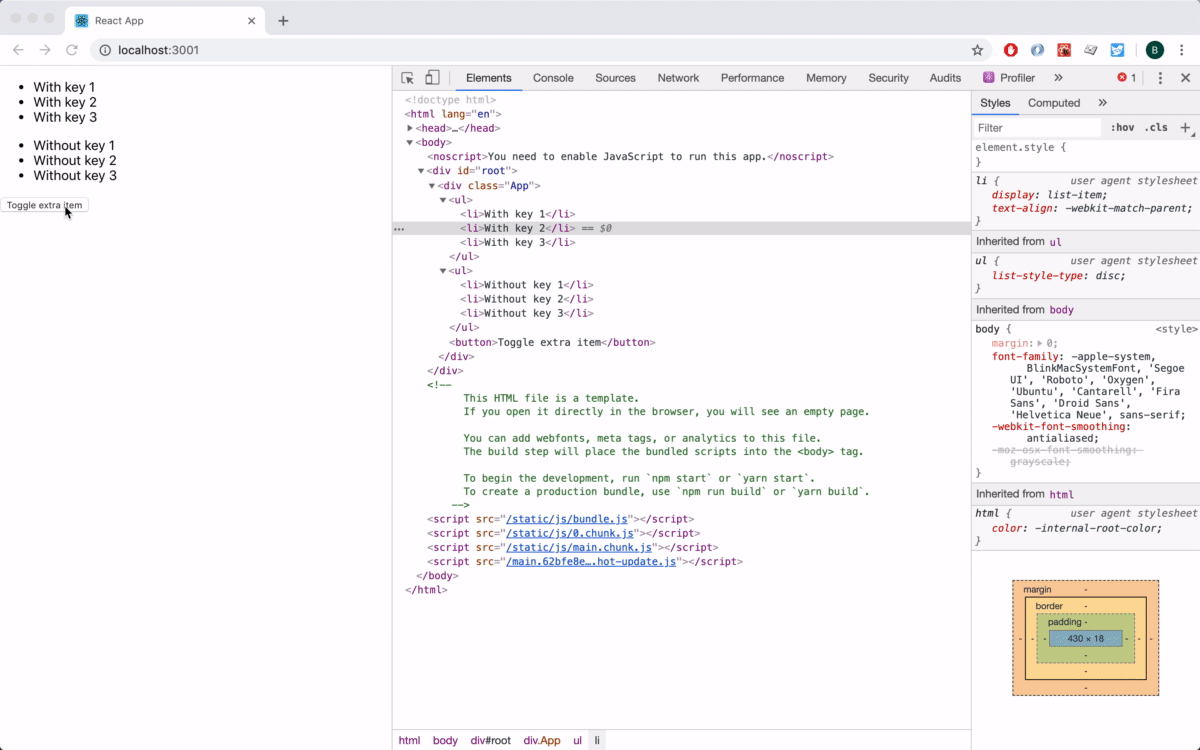 React App
localhost:3001
B
With key 1
With key 2
With key 3
Without key 1
Without key 2
Without key 3
Toggle extra item
Elements Console Sources Network Performance Memory Security Audits Profiler » 1
<!doctype html>
<html lang="en">
<head>…</head>
<body>
<noscript>You need to enable JavaScript to run this app.</noscript>
<div id="root">
<div class="App">
<ul>
<li>With key 1</li>
<li>With key 2</li> == $0
<li>With key 3</li>
</ul>
<ul>
<li>Without key 1</li>
<li>Without key 2</li>
<li>Without key 3</li>
</ul>
<button>Toggle extra item</button>
</div>
</div>
<!--
This HTML file is a template.
If you open it directly in the browser, you will see an empty page.
You can add webfonts, meta tags, or analytics to this file.
The build step will place the bundled scripts into the <body> tag.
To begin the development, run `npm start` or `yarn start`.
To create a production bundle, use `npm run build` or `yarn build`.
-->
<script src="/static/js/bundle.js"></script>
<script src="/static/js/0.chunk.js"></script>
<script src="/static/js/main.chunk.js"></script>
<script src="/main.62bfe8e….hot-update.js"></script>
</body>
</html>
html body div#root div.App ul li
Styles Computed »
Filter :hov .cls +
element.style {
}
li { user agent stylesheet
display: list-item;
text-align: -webkit-match-parent;
}
Inherited from ul
ul { user agent stylesheet
list-style-type: disc;
}
Inherited from body
body { <style>
margin: 0;
font-family: -apple-system,
BlinkMacSystemFont, 'Segoe
UI', 'Roboto', 'Oxygen',
'Ubuntu', 'Cantarell', 'Fira
Sans', 'Droid Sans',
'Helvetica Neue', sans-serif;
-webkit-font-smoothing:
antialiased;
-moz-osx-font-smoothing:
grayscale;
}
Inherited from html
html { user agent stylesheet
color: -internal-root-color;
}
margin -
border -
padding -
- - - 430 × 18 - - -
-
-
-